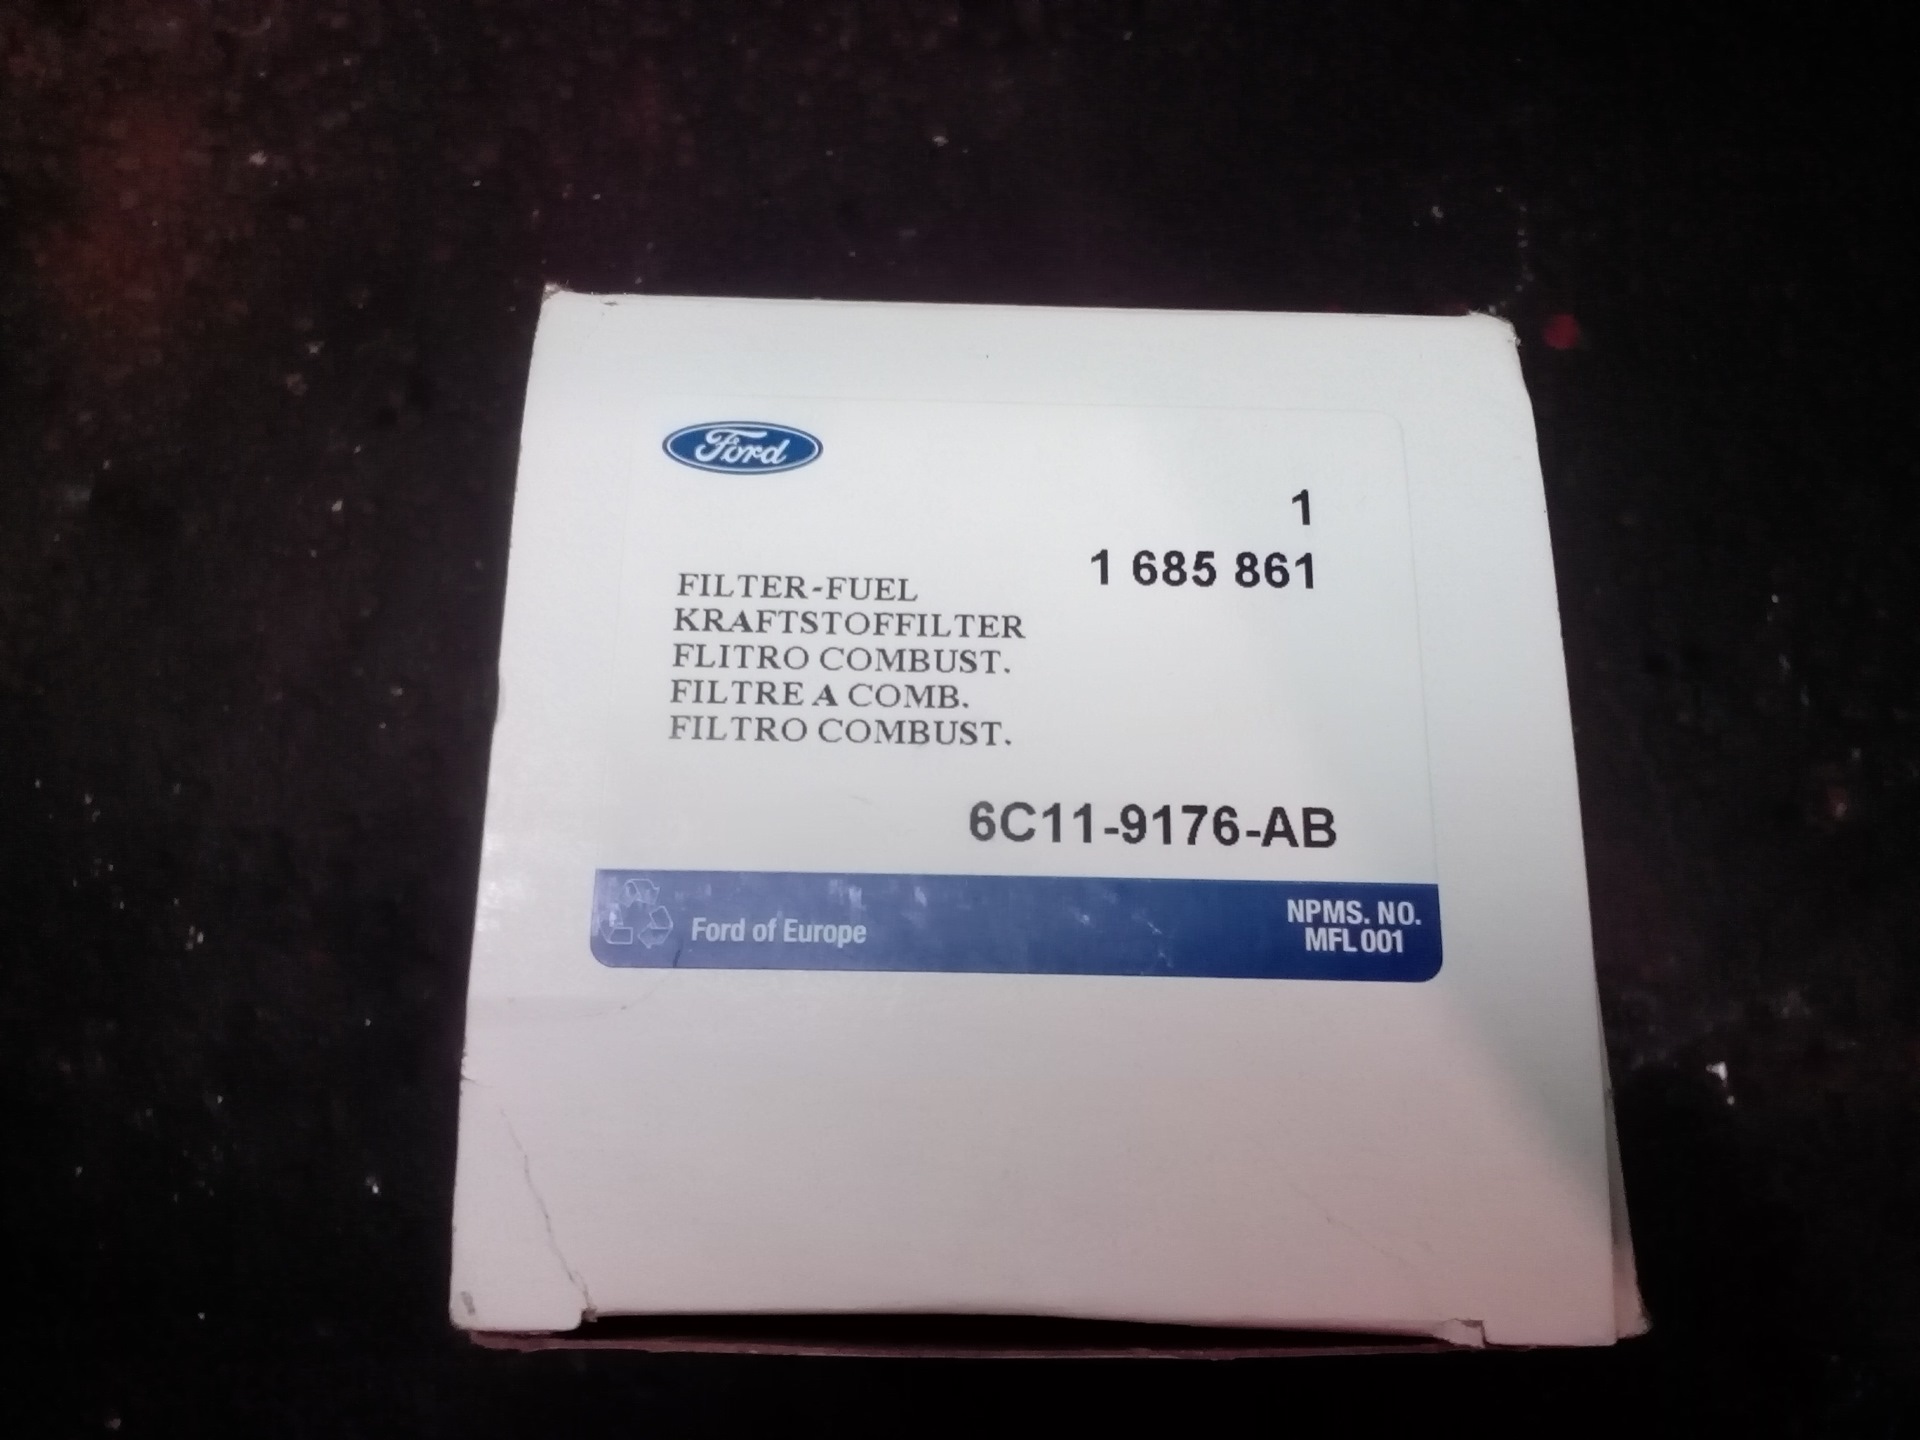 Ford
1
1 685 861
FILTER-FUEL
KRAFTSTOFFILTER
FLITRO COMBUST.
FILTRE A COMB.
FILTRO COMBUST.
6C11-9176-AB
Ford of Europe
NPMS. NO.
MFL 001